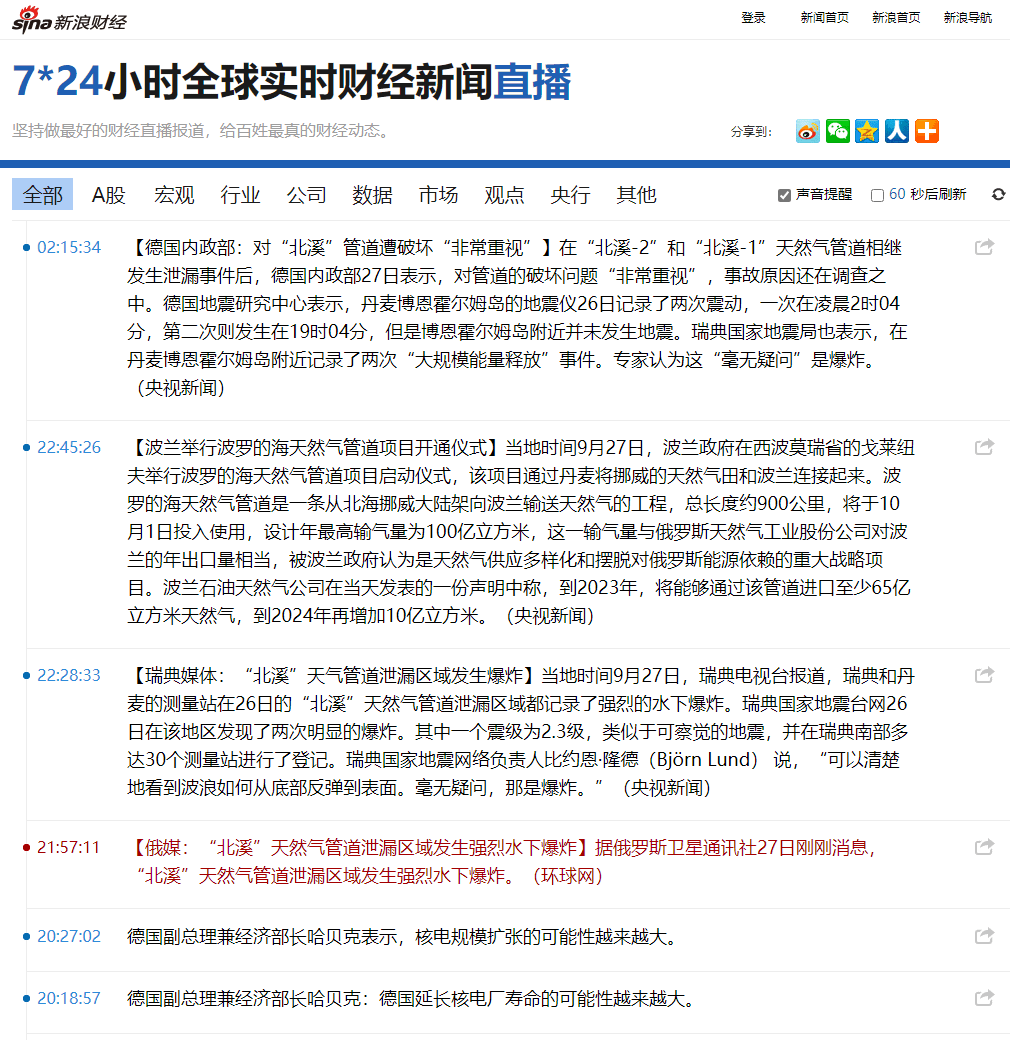 sina新浪财经
登录 新闻首页 新浪首页 新浪导航
7*24小时全球实时财经新闻直播
坚持做最好的财经直播报道，给百姓最真的财经动态。
分享到：
全部 A股 宏观 行业 公司 数据 市场 观点 央行 其他 声音提醒 60 秒后刷新
02:15:34 【德国内政部：对“北溪”管道遭破坏“非常重视”】在“北溪-2”和“北溪-1”天然气管道相继
发生泄漏事件后，德国内政部27日表示，对管道的破坏问题“非常重视”，事故原因还在调查之
中。德国地震研究中心表示，丹麦博恩霍尔姆岛的地震仪26日记录了两次震动，一次在凌晨2时04
分，第二次则发生在19时04分，但是博恩霍尔姆岛附近并未发生地震。瑞典国家地震局也表示，在
丹麦博恩霍尔姆岛附近记录了两次“大规模能量释放”事件。专家认为这“毫无疑问”是爆炸。
（央视新闻）
22:45:26 【波兰举行波罗的海天然气管道项目开通仪式】当地时间9月27日，波兰政府在西波莫瑞省的戈莱纽
夫举行波罗的海天然气管道项目启动仪式，该项目通过丹麦将挪威的天然气田和波兰连接起来。波
罗的海天然气管道是一条从北海挪威大陆架向波兰输送天然气的工程，总长度约900公里，将于10
月1日投入使用，设计年最高输气量为100亿立方米，这一输气量与俄罗斯天然气工业股份公司对波
兰的年出口量相当，被波兰政府认为是天然气供应多样化和摆脱对俄罗斯能源依赖的重大战略项
目。波兰石油天然气公司在当天发表的一份声明中称，到2023年，将能够通过该管道进口至少65亿
立方米天然气，到2024年再增加10亿立方米。（央视新闻）
22:28:33 【瑞典媒体：“北溪”天气管道泄漏区域发生爆炸】当地时间9月27日，瑞典电视台报道，瑞典和丹
麦的测量站在26日的“北溪”天然气管道泄漏区域都记录了强烈的水下爆炸。瑞典国家地震台网26
日在该地区发现了两次明显的爆炸。其中一个震级为2.3级，类似于可察觉的地震，并在瑞典南部多
达30个测量站进行了登记。瑞典国家地震网络负责人比约恩·隆德（Björn Lund） 说，“可以清楚
地看到波浪如何从底部反弹到表面。毫无疑问，那是爆炸。”（央视新闻）
21:57:11 【俄媒：“北溪”天然气管道泄漏区域发生强烈水下爆炸】据俄罗斯卫星通讯社27日刚刚消息，
“北溪”天然气管道泄漏区域发生强烈水下爆炸。（环球网）
20:27:02 德国副总理兼经济部长哈贝克表示，核电规模扩张的可能性越来越大。
20:18:57 德国副总理兼经济部长哈贝克：德国延长核电厂寿命的可能性越来越大。